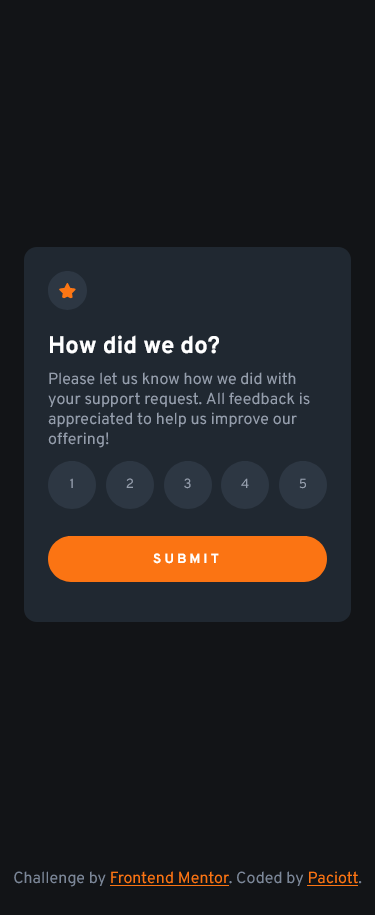 How did we do?
Please let us know how we did with
your support request. All feedback is
appreciated to help us improve our
offering!
1 2 3 4 5
SUBMIT
Challenge by Frontend Mentor. Coded by Paciott.